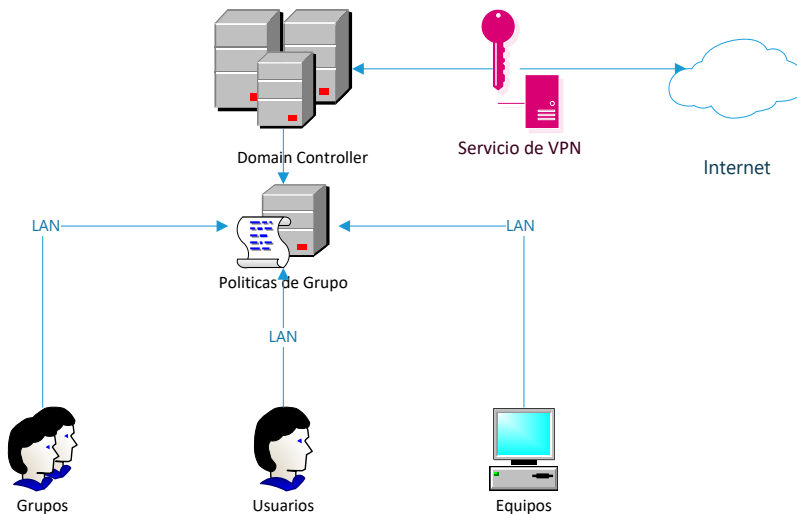 Domain Controller
Servicio de VPN
Internet
LAN
LAN
Politicas de Grupo
LAN
Grupos
Usuarios
Equipos